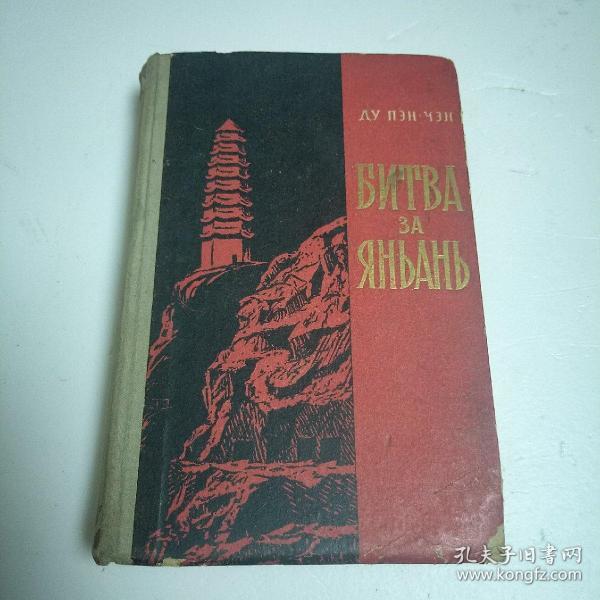 ДУ ПЭН-ЧЭН
БИТВА
ЗА
ЯНЬАНЬ
孔夫子旧书网
www.kongfz.com